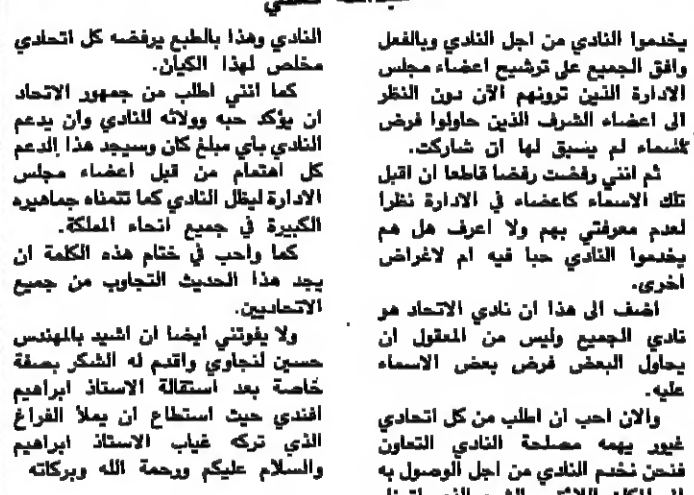 يخدموا النادي من اجل النادي وبالفعل
وافق الجميع على ترشيح اعضاء مجلس
الادارة الذين ترونهم الآن دون النظر
الى اعضاء الشرف الذين حاولوا فرض
اسماء لم يسبق لها ان شاركت.
ثم انني رفضت رفضا قاطعا ان اقبل
تلك الاسماء كاعضاء في الادارة نظرا
لعدم معرفتي بهم ولا اعرف هل هم
يخدموا النادي حبا فيه ام لاغراض
اخرى.
اضف الى هذا ان نادي الاتحاد هو
نادي الجميع وليس من المعقول ان
يحاول البعض فرض بعض الاسماء
عليه.
والان احب ان اطلب من كل اتحادي
غيور يهمه مصلحة النادي التعاون
فنحن نخدم النادي من اجل الوصول به
النادي وهذا بالطبع يرفضه كل اتحادي
مخلص لهذا الكيان.
كما انني اطلب من جمهور الاتحاد
ان يؤكد حبه وولائه للنادي وان يدعم
النادي باي مبلغ كان وسيجد هذا الدعم
كل اهتمام من قبل اعضاء مجلس
الادارة ليظل النادي كما تتمناه جماهيره
الكبيرة في جميع انحاء المملكة.
كما واحب في ختام هذه الكلمة ان
يجد هذا الحديث التجاوب من جميع
الاتحاديين.
ولا يفوتني ايضا ان اشيد بالمهندس
حسين لنجاوي واقدم له الشكر بصفة
خاصة بعد استقالة الاستاذ ابراهيم
افندي حيث استطاع ان يملأ الفراغ
الذي تركه غياب الاستاذ ابراهيم
والسلام عليكم ورحمة الله وبركاته